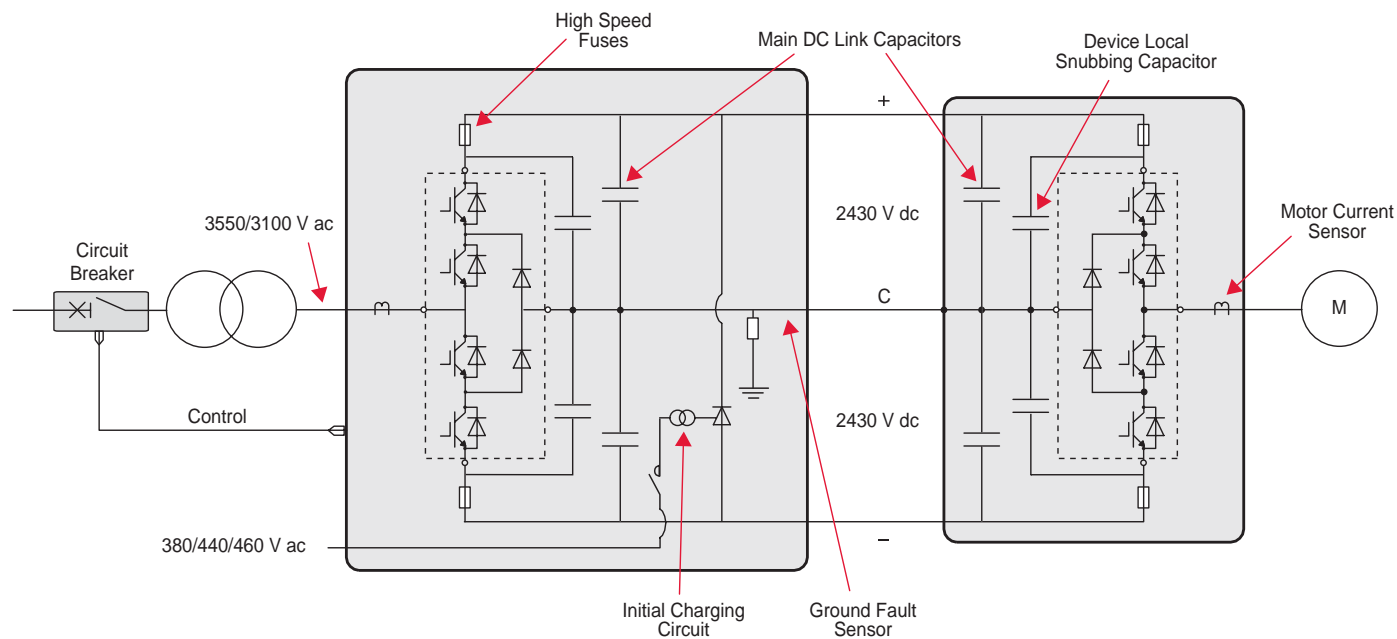 High Speed
Fuses
Main DC Link Capacitors
Device Local
Snubbing Capacitor
+
3550/3100 V ac
2430 V dc
Motor Current
Sensor
Circuit
Breaker
C
M
Control
2430 V dc
380/440/460 V ac
–
Initial Charging
Circuit
Ground Fault
Sensor